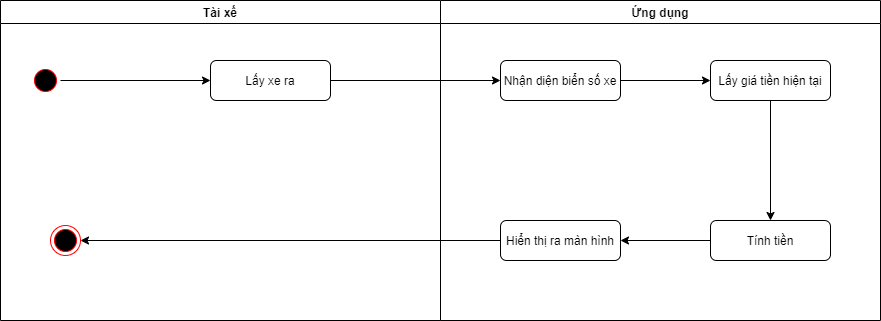 Tài xế
Ứng dụng
Lấy xe ra
Nhận diện biển số xe
Lấy giá tiền hiện tại
Hiển thị ra màn hình
Tính tiền